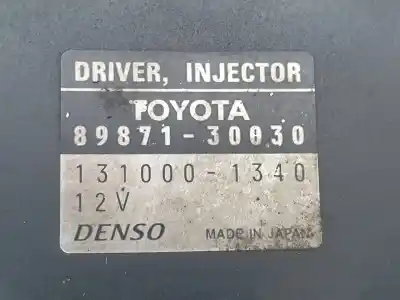 DRIVER, INJECTOR
TOYOTA
89871-30030
131000-1340
12V
DENSO MADE IN JAPAN